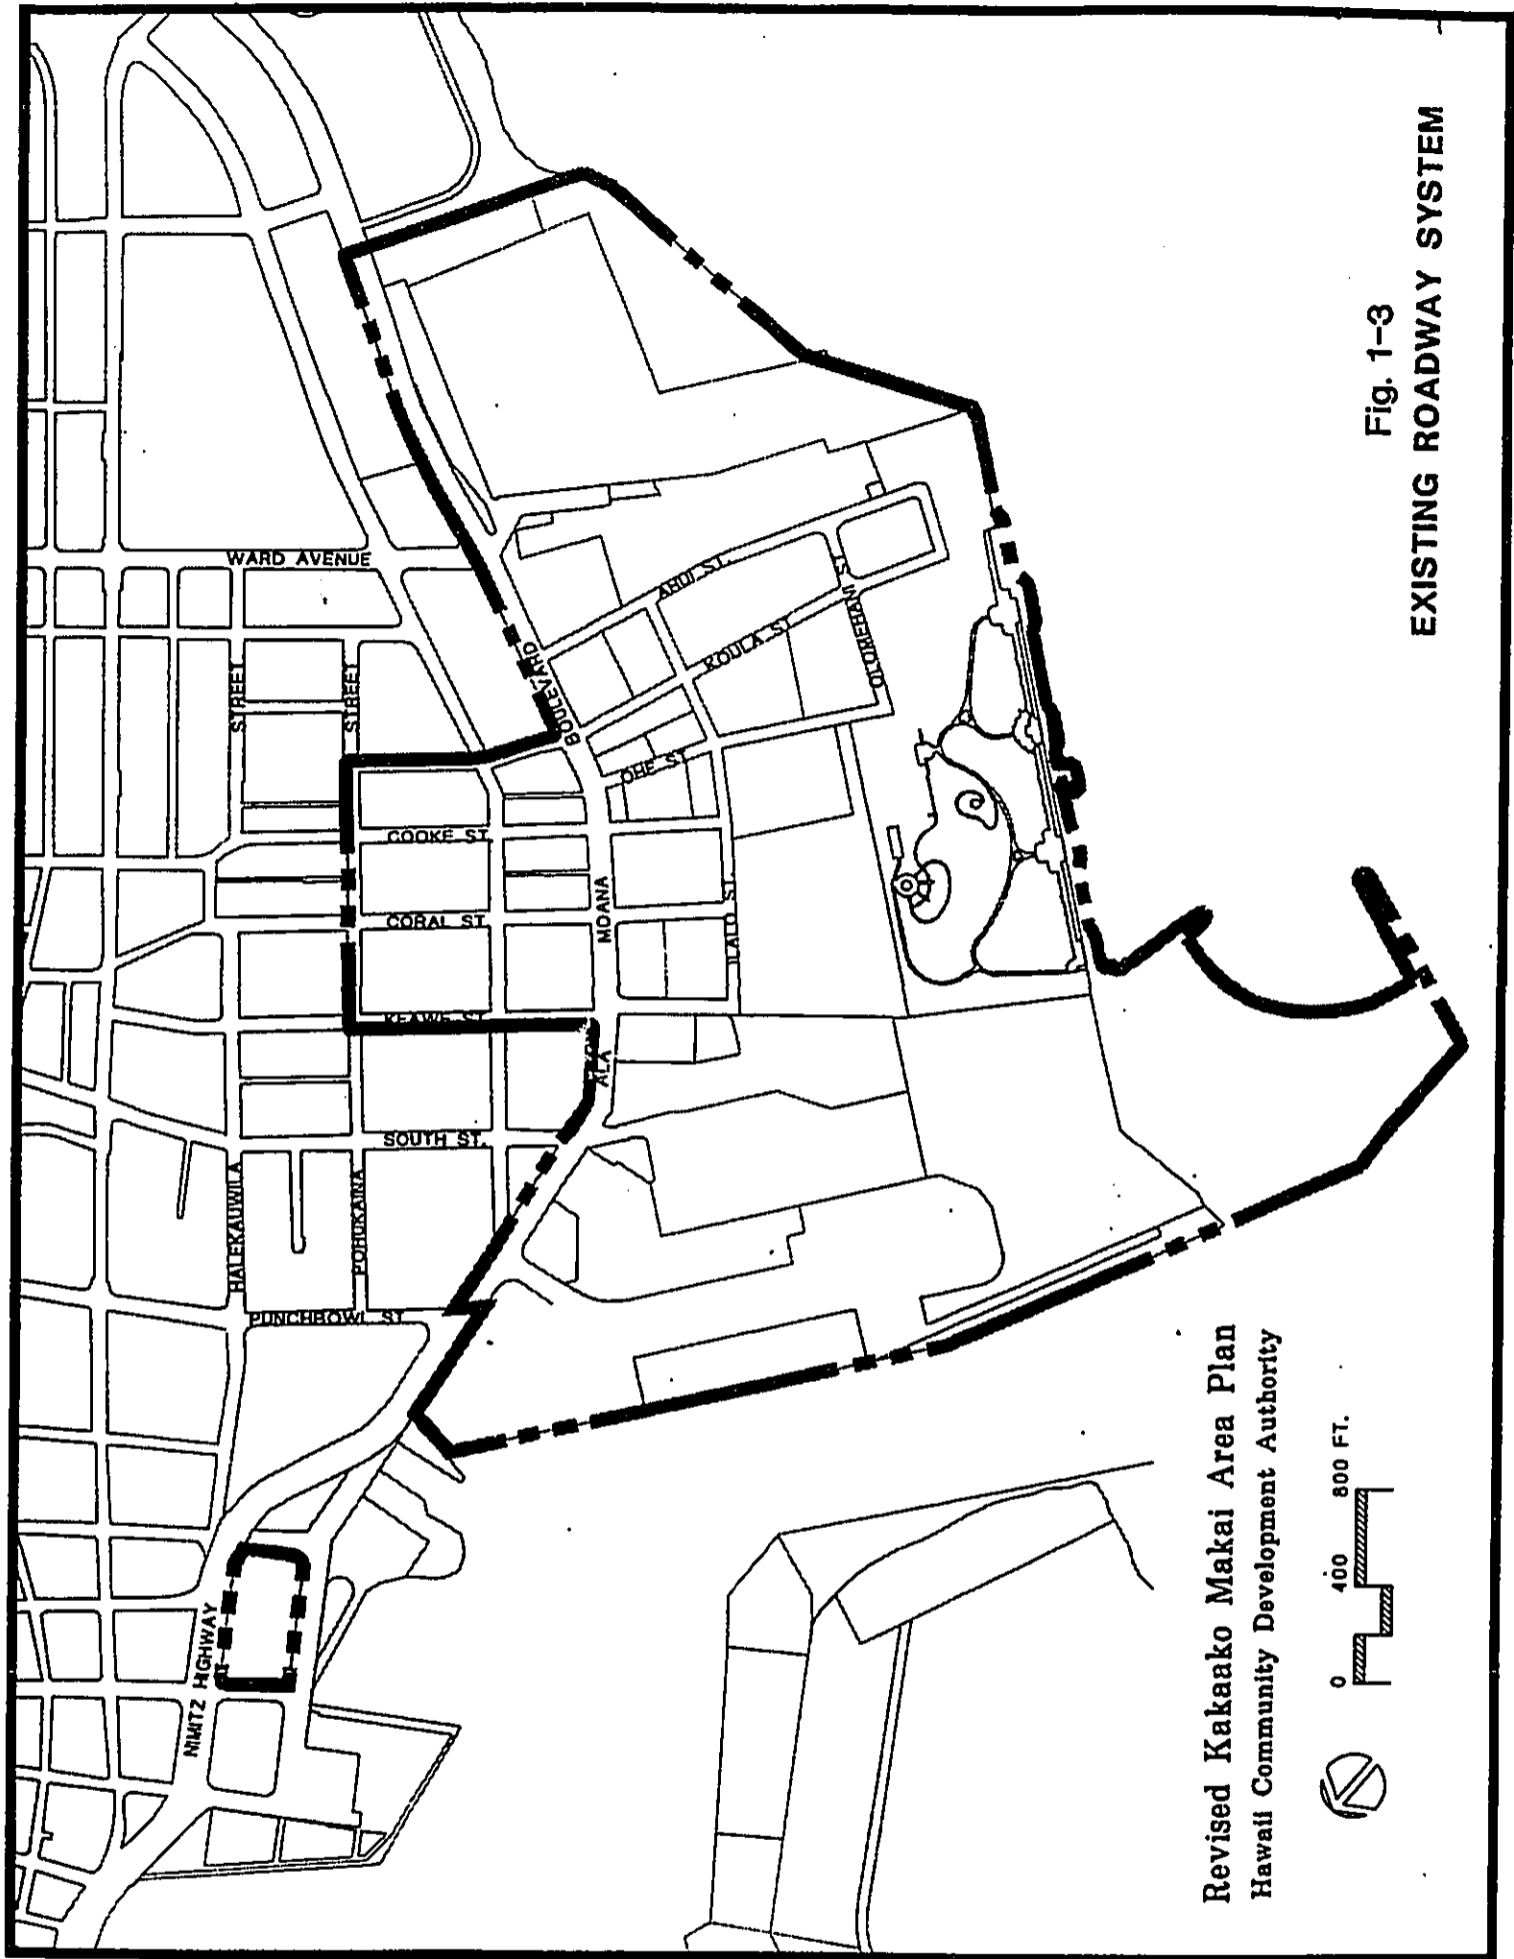 WARD AVENUE
STREET
STREET
BOULEVARD
AHUI ST.
KOULA ST.
OLOMEHANI ST.
OHE ST.
COOKE ST.
CORAL ST.
MOANA
ILALO ST.
KEAWE ST.
ALA
SOUTH ST.
HALEKAUWILA
POHUKAINA
PUNCHBOWL ST.
NIMITZ HIGHWAY
Fig. 1-3
EXISTING ROADWAY SYSTEM
Revised Kakaako Makai Area Plan
Hawaii Community Development Authority
0 400 800 FT.